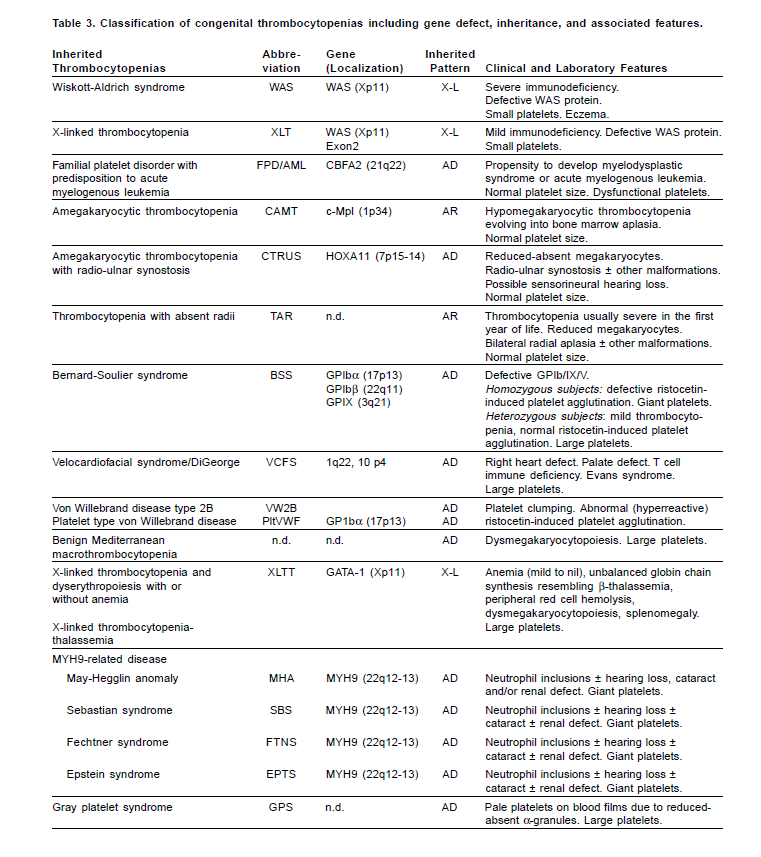 Table 3. Classification of congenital thrombocytopenias including gene defect, inheritance, and associated features.
Inherited Abbre- Gene Inherited
Thrombocytopenias viation (Localization) Pattern Clinical and Laboratory Features
Wiskott-Aldrich syndrome WAS WAS (Xp11) X-L Severe immunodeficiency.
Defective WAS protein.
Small platelets. Eczema.
X-linked thrombocytopenia XLT WAS (Xp11) X-L Mild immunodeficiency. Defective WAS protein.
Exon2 Small platelets.
Familial platelet disorder with FPD/AML CBFA2 (21q22) AD Propensity to develop myelodysplastic
predisposition to acute syndrome or acute myelogenous leukemia.
myelogenous leukemia Normal platelet size. Dysfunctional platelets.
Amegakaryocytic thrombocytopenia CAMT c-Mpl (1p34) AR Hypomegakaryocytic thrombocytopenia
evolving into bone marrow aplasia.
Normal platelet size.
Amegakaryocytic thrombocytopenia CTRUS HOXA11 (7p15-14) AD Reduced-absent megakaryocytes.
with radio-ulnar synostosis Radio-ulnar synostosis ± other malformations.
Possible sensorineural hearing loss.
Normal platelet size.
Thrombocytopenia with absent radii TAR n.d. AR Thrombocytopenia usually severe in the first
year of life. Reduced megakaryocytes.
Bilateral radial aplasia ± other malformations.
Normal platelet size.
Bernard-Soulier syndrome BSS GPIbα (17p13) AD Defective GPIb/IX/V.
GPIbβ (22q11) Homozygous subjects: defective ristocetin-
GPIX (3q21) induced platelet agglutination. Giant platelets.
Heterozygous subjects: mild thrombocyto-
penia, normal ristocetin-induced platelet
agglutination. Large platelets.
Velocardiofacial syndrome/DiGeorge VCFS 1q22, 10 p4 AD Right heart defect. Palate defect. T cell
immune deficiency. Evans syndrome.
Large platelets.
Von Willebrand disease type 2B VW2B AD Platelet clumping. Abnormal (hyperreactive)
Platelet type von Willebrand disease PltVWF GP1bα (17p13) AD ristocetin-induced platelet agglutination.
Benign Mediterranean n.d. n.d. AD Dysmegakaryocytopoiesis. Large platelets.
macrothrombocytopenia
X-linked thrombocytopenia and XLTT GATA-1 (Xp11) X-L Anemia (mild to nil), unbalanced globin chain
dyserythropoiesis with or synthesis resembling β-thalassemia,
without anemia peripheral red cell hemolysis,
dysmegakaryocytopoiesis, splenomegaly.
X-linked thrombocytopenia- Large platelets.
thalassemia
MYH9-related disease
May-Hegglin anomaly MHA MYH9 (22q12-13) AD Neutrophil inclusions ± hearing loss, cataract
and/or renal defect. Giant platelets.
Sebastian syndrome SBS MYH9 (22q12-13) AD Neutrophil inclusions ± hearing loss ±
cataract ± renal defect. Giant platelets.
Fechtner syndrome FTNS MYH9 (22q12-13) AD Neutrophil inclusions ± hearing loss ±
cataract ± renal defect. Giant platelets.
Epstein syndrome EPTS MYH9 (22q12-13) AD Neutrophil inclusions ± hearing loss ±
cataract ± renal defect. Giant platelets.
Gray platelet syndrome GPS n.d. AD Pale platelets on blood films due to reduced-
absent α-granules. Large platelets.